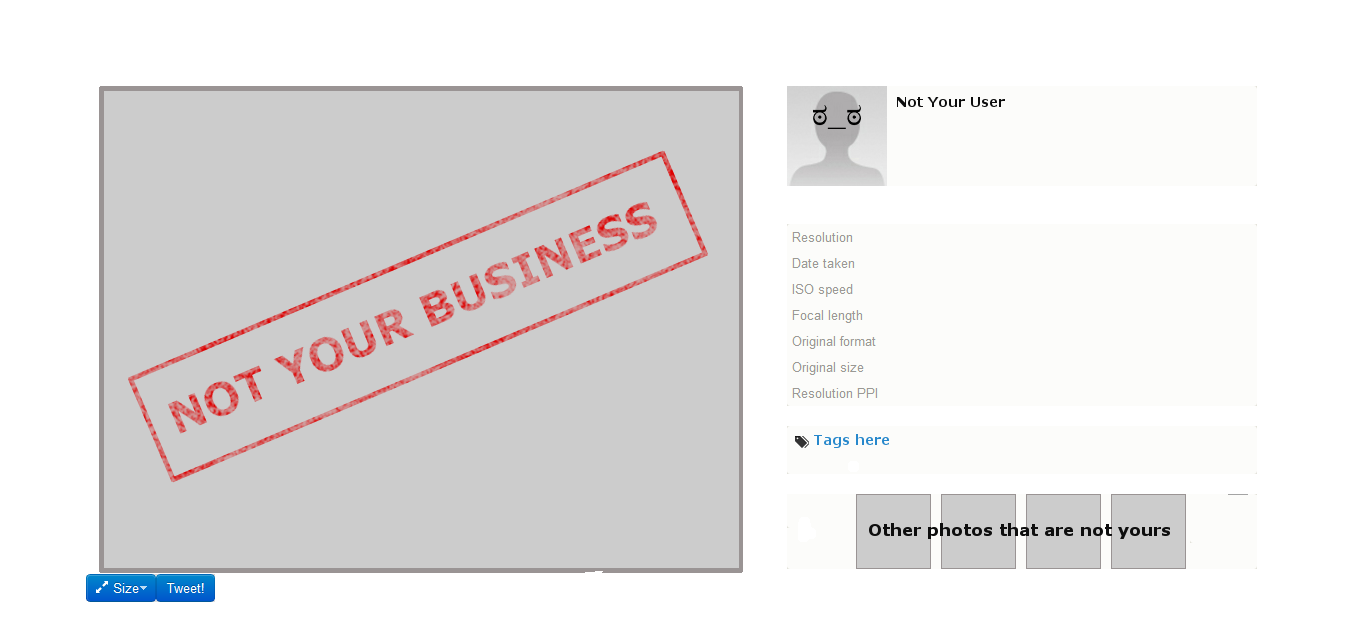 NOT YOUR BUSINESS
Size
Tweet!
Not Your User
Resolution
Date taken
ISO speed
Focal length
Original format
Original size
Resolution PPI
Tags here
Other photos that are not yours